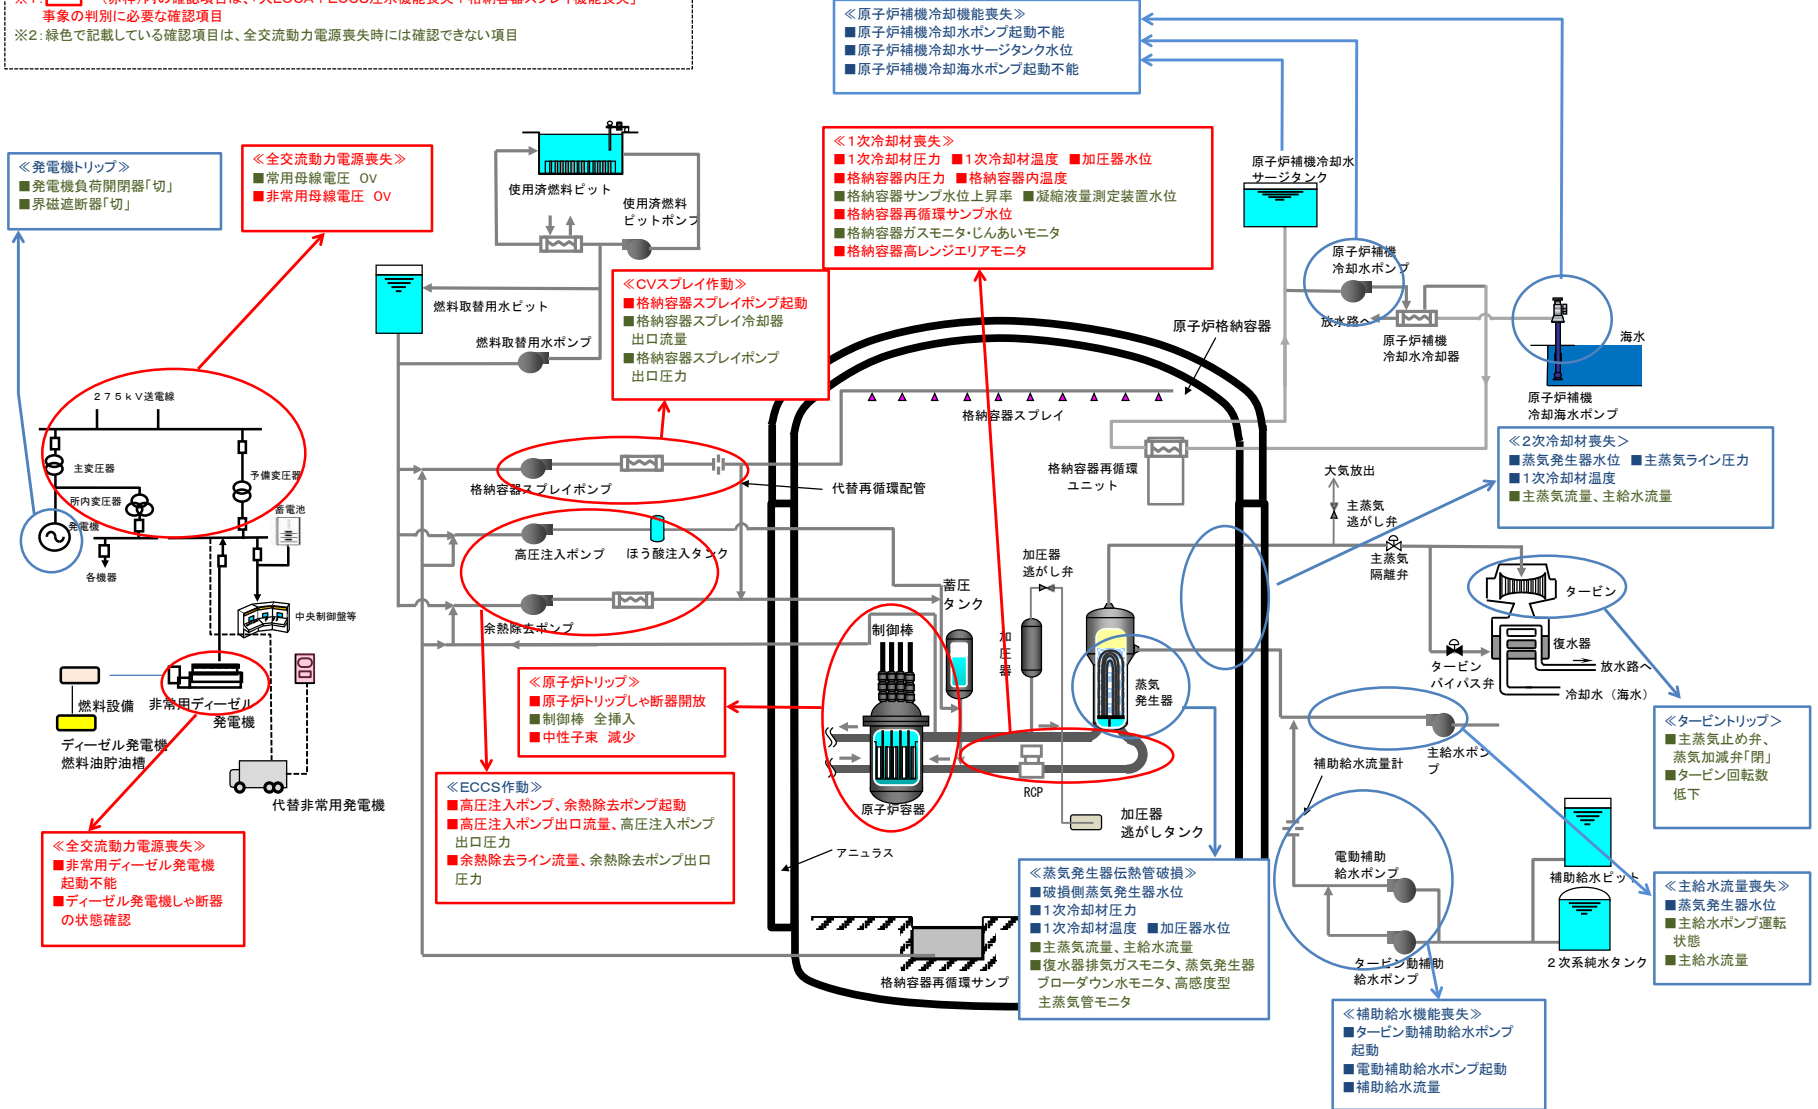 ※1: (赤枠)内の確認項目は、「大LOCA+ECCS注水機能喪失+格納容器スプレイ機能喪失」
事象の判別に必要な確認項目
※2:緑色で記載している確認項目は、全交流動力電源喪失時には確認できない項目
≪原子炉補機冷却機能喪失≫
■原子炉補機冷却水ポンプ起動不能
■原子炉補機冷却水サージタンク水位
■原子炉補機冷却海水ポンプ起動不能
≪発電機トリップ≫
■発電機負荷開閉器「切」
■界磁遮断器「切」
≪全交流動力電源喪失≫
■常用母線電圧 0V
■非常用母線電圧 0V
使用済燃料ピット
使用済燃料
ピットポンプ
≪1次冷却材喪失≫
■1次冷却材圧力 ■1次冷却材温度 ■加圧器水位
■格納容器内圧力 ■格納容器内温度
■格納容器サンプ水位上昇率 ■凝縮液量測定装置水位
■格納容器再循環サンプ水位
■格納容器ガスモニタ・じんあいモニタ
■格納容器高レンジエリアモニタ
原子炉補機冷却水
サージタンク
原子炉補機
冷却水ポンプ
放水路へ
原子炉補機
冷却水冷却器
海水
原子炉補機
冷却海水ポンプ
燃料取替用水ピット
燃料取替用水ポンプ
≪CVスプレイ作動≫
■格納容器スプレイポンプ起動
■格納容器スプレイ冷却器
出口流量
■格納容器スプレイポンプ
出口圧力
原子炉格納容器
格納容器スプレイ
275kV送電線
主変圧器
予備変圧器
所内変圧器
発電機
蓄電池
各機器
中央制御盤等
格納容器スプレイポンプ
代替再循環配管
格納容器再循環
ユニット
≪2次冷却材喪失≫
■蒸気発生器水位 ■主蒸気ライン圧力
■1次冷却材温度
■主蒸気流量、主給水流量
大気放出
主蒸気
逃がし弁
主蒸気
隔離弁
高圧注入ポンプ
ほう酸注入タンク
余熱除去ポンプ
蓄圧
タンク
加圧器
逃がし弁
制御棒
加圧器
蒸気
発生器
タービン
復水器
放水路へ
冷却水(海水)
タービン
バイパス弁
燃料設備
非常用ディーゼル
発電機
ディーゼル発電機
燃料油貯油槽
代替非常用発電機
≪原子炉トリップ≫
■原子炉トリップしゃ断器開放
■制御棒 全挿入
■中性子束 減少
≪ECCS作動≫
■高圧注入ポンプ、余熱除去ポンプ起動
■高圧注入ポンプ出口流量、高圧注入ポンプ
出口圧力
■余熱除去ライン流量、余熱除去ポンプ出口
圧力
原子炉容器
RCP
加圧器
逃がしタンク
アニュラス
主給水ポン
プ
補助給水流量計
≪タービントリップ≫
■主蒸気止め弁、
蒸気加減弁「閉」
■タービン回転数
低下
≪全交流動力電源喪失≫
■非常用ディーゼル発電機
起動不能
■ディーゼル発電機しゃ断器
の状態確認
≪蒸気発生器伝熱管破損≫
■破損側蒸気発生器水位
■1次冷却材圧力
■1次冷却材温度 ■加圧器水位
■主蒸気流量、主給水流量
■復水器排気ガスモニタ、蒸気発生器
ブローダウン水モニタ、高感度型
主蒸気管モニタ
電動補助
給水ポンプ
タービン動補助
給水ポンプ
補助給水ピット
2次系純水タンク
≪主給水流量喪失≫
■蒸気発生器水位
■主給水ポンプ運転
状態
■主給水流量
格納容器再循環サンプ
≪補助給水機能喪失≫
■タービン動補助給水ポンプ
起動
■電動補助給水ポンプ起動
■補助給水流量